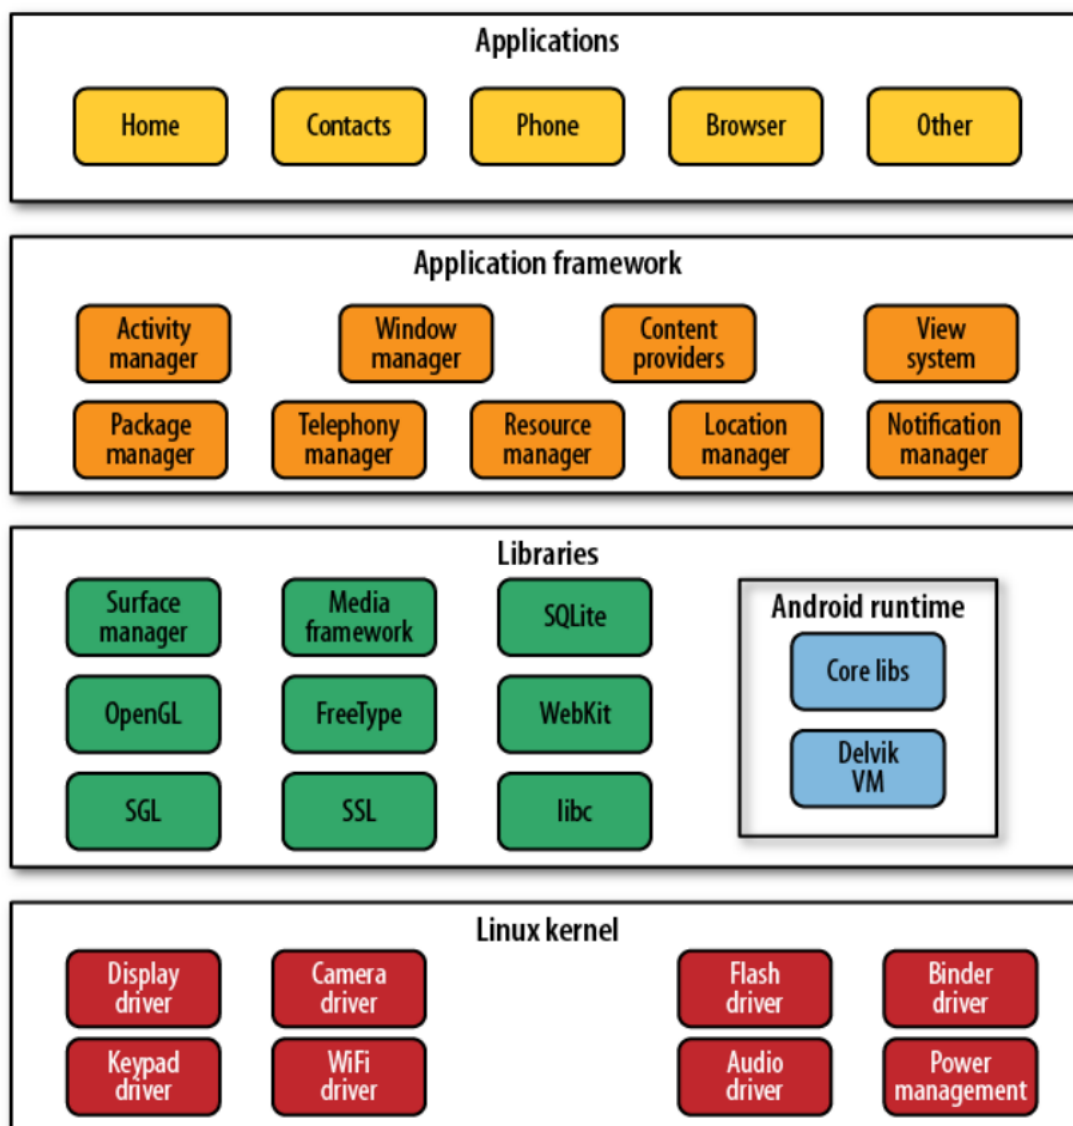 Applications
Home
Contacts
Phone
Browser
Other
Application framework
Activity
manager
Window
manager
Content
providers
View
system
Package
manager
Telephony
manager
Resource
manager
Location
manager
Notification
manager
Libraries
Surface
manager
Media
framework
SQLite
OpenGL
FreeType
WebKit
SGL
SSL
libc
Android runtime
Core libs
Delvik
VM
Linux kernel
Display
driver
Camera
driver
Flash
driver
Binder
driver
Keypad
driver
WiFi
driver
Audio
driver
Power
management